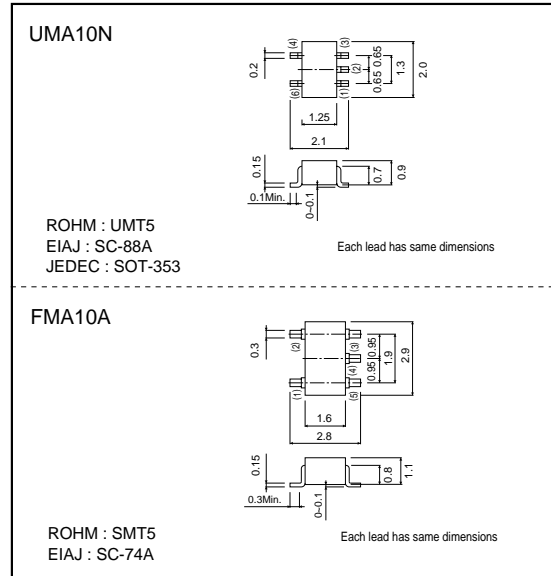 UMA10N
(4)
(3)
0.2
(2)
0.65
0.65
1.3
2.0
(6)
(1)
1.25
2.1
0.15
0.7
0.9
0.1Min.
0~0.1
ROHM : UMT5
EIAJ : SC-88A
JEDEC : SOT-353
Each lead has same dimensions
FMA10A
0.3
(2)
(3)
(4)
0.95
0.95
1.9
2.9
(1)
(5)
1.6
2.8
0.15
0.8
1.1
0.3Min.
0~0.1
ROHM : SMT5
EIAJ : SC-74A
Each lead has same dimensions